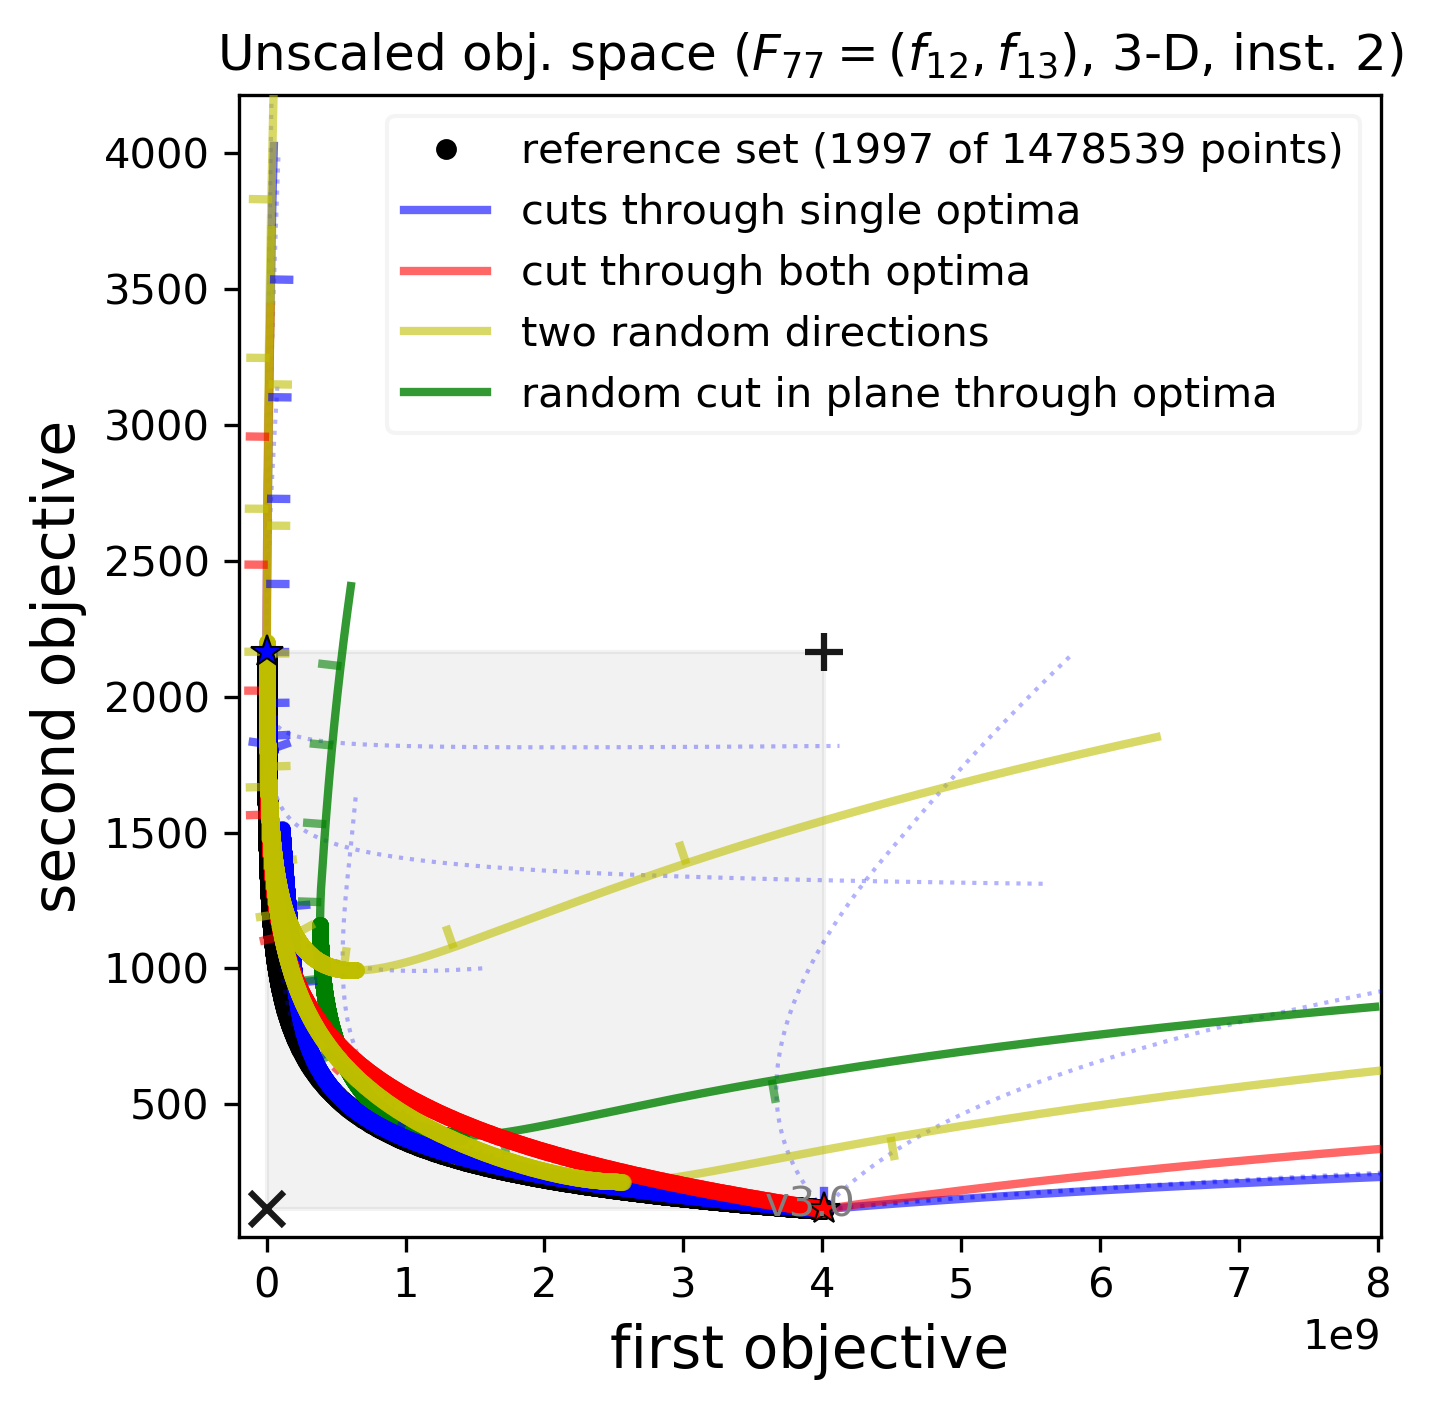 Unscaled obj. space (F₇₇ = (f₁₂, f₁₃), 3-D, inst. 2)
reference set (1997 of 1478539 points)
cuts through single optima
cut through both optima
two random directions
random cut in plane through optima
second objective
4000
3500
3000
2500
2000
1500
1000
500
v3.0
0 1 2 3 4 5 6 7 8
1e9
first objective